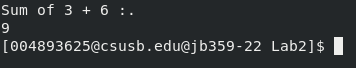 Sum of 3 + 6 :.
9
[004893625@csusb.edu@jb359-22 Lab2]$